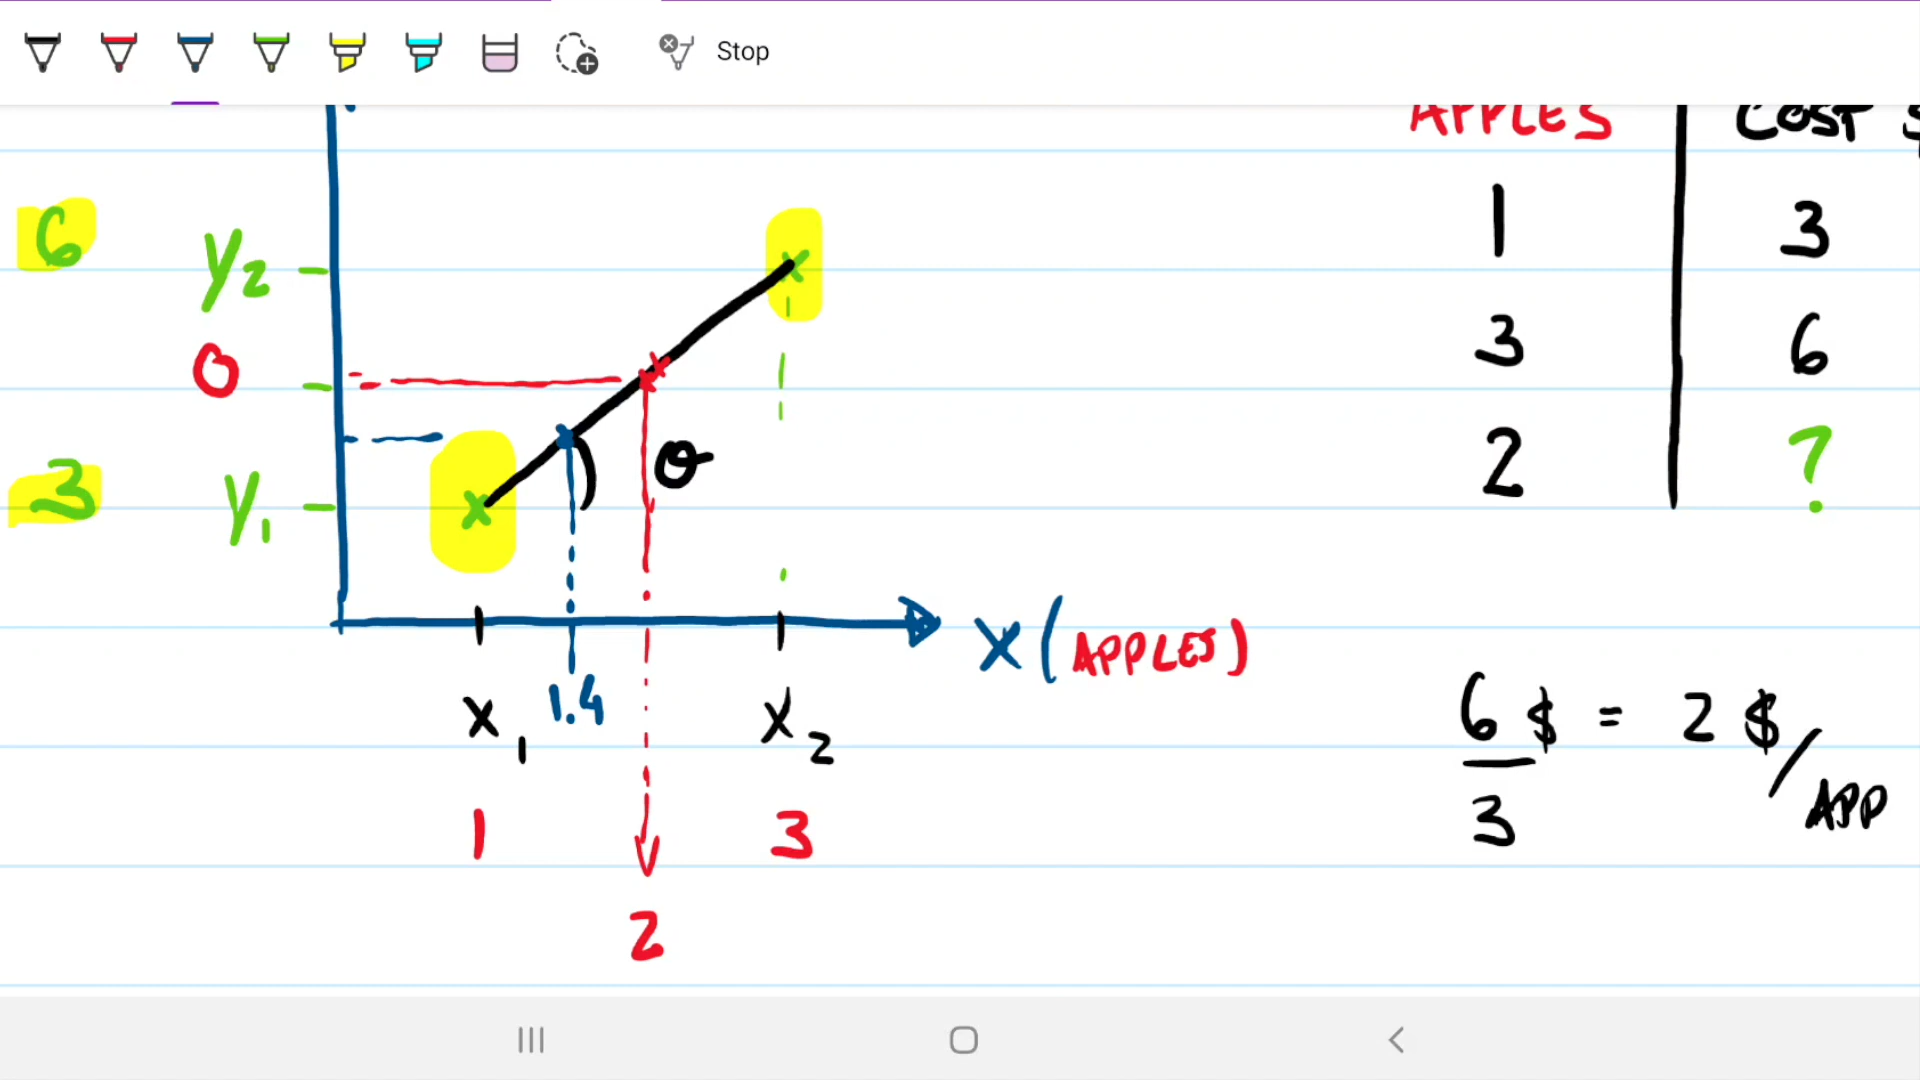 Stop
APPLES COST $
6 y2 1 3
0 3 6
3 y1 θ 2 ?
x (APPLES)
x1 1.4 x2 6 $ = 2 $/APP
1 3 3
2